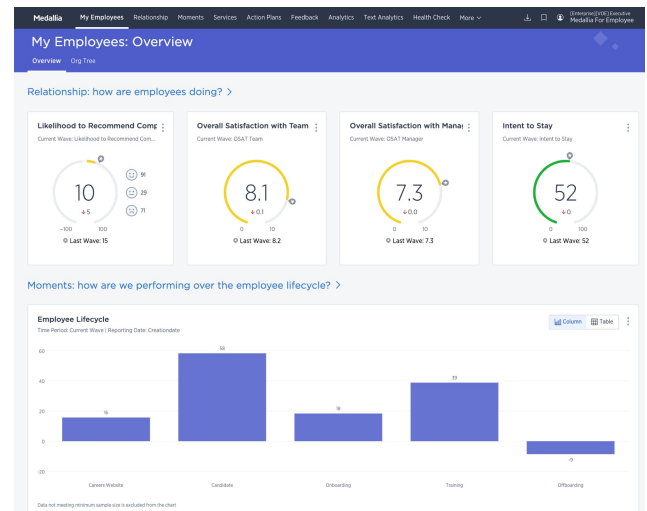 Medallia My Employees Relationship Moments Services Action Plans Feedback Analytics Text Analytics Health Check More
[Enterprise][VOE] Executive
Medallia For Employee
My Employees: Overview
Overview Org Tree
Relationship: how are employees doing? >
Likelihood to Recommend Comp
Current Wave: Likelihood to Recommend Com...
10
5
91
29
71
-100 100
Last Wave: 15
Overall Satisfaction with Team
Current Wave: OSAT Team
8.1
0.1
0 10
Last Wave: 8.2
Overall Satisfaction with Manag
Current Wave: OSAT Manager
7.3
0.0
0 10
Last Wave: 7.3
Intent to Stay
Current Wave: Intent to Stay
52
0
0 100
Last Wave: 52
Moments: how are we performing over the employee lifecycle? >
Employee Lifecycle
Time Period: Current Wave | Reporting Date: Creationdate
Column Table
60
40
20
0
-20
58
39
-9
Careers Website Candidate Onboarding Training Offboarding
Data not meeting minimum sample size is excluded from the chart